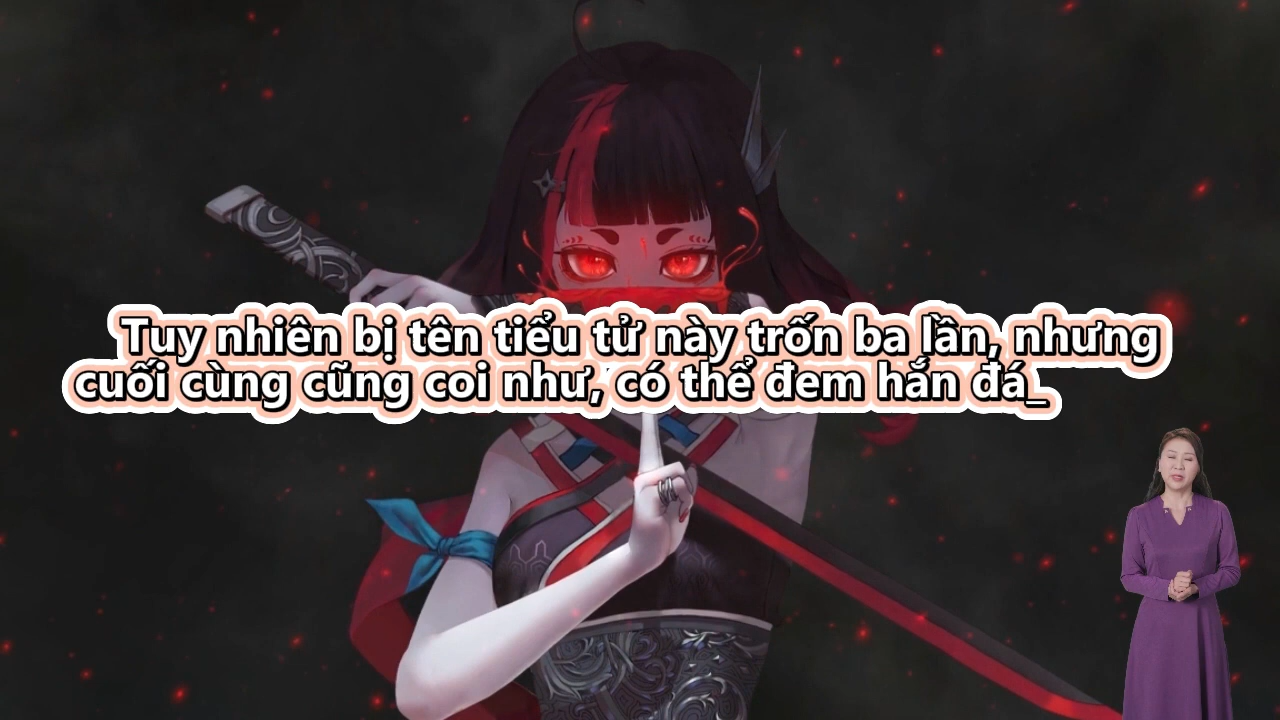 Tuy nhiên bị tên tiểu tử này trốn ba lần, nhưng
cuối cùng cũng coi như, có thể đem hắn đá_